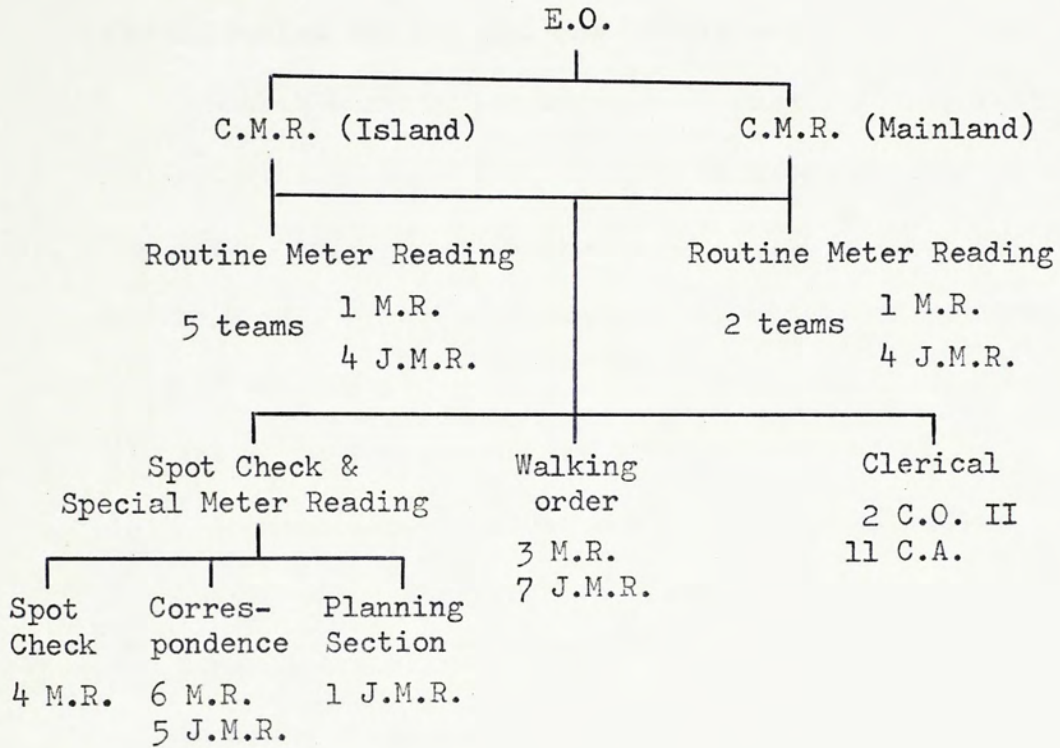 E.O.
C.M.R. (Island)
C.M.R. (Mainland)
Routine Meter Reading
5 teams
1 M.R.
4 J.M.R.
Routine Meter Reading
2 teams
1 M.R.
4 J.M.R.
Spot Check &
Special Meter Reading
Walking
order
3 M.R.
7 J.M.R.
Clerical
2 C.O. II
11 C.A.
Spot
Check
4 M.R.
Corres-
pondence
6 M.R.
5 J.M.R.
Planning
Section
1 J.M.R.